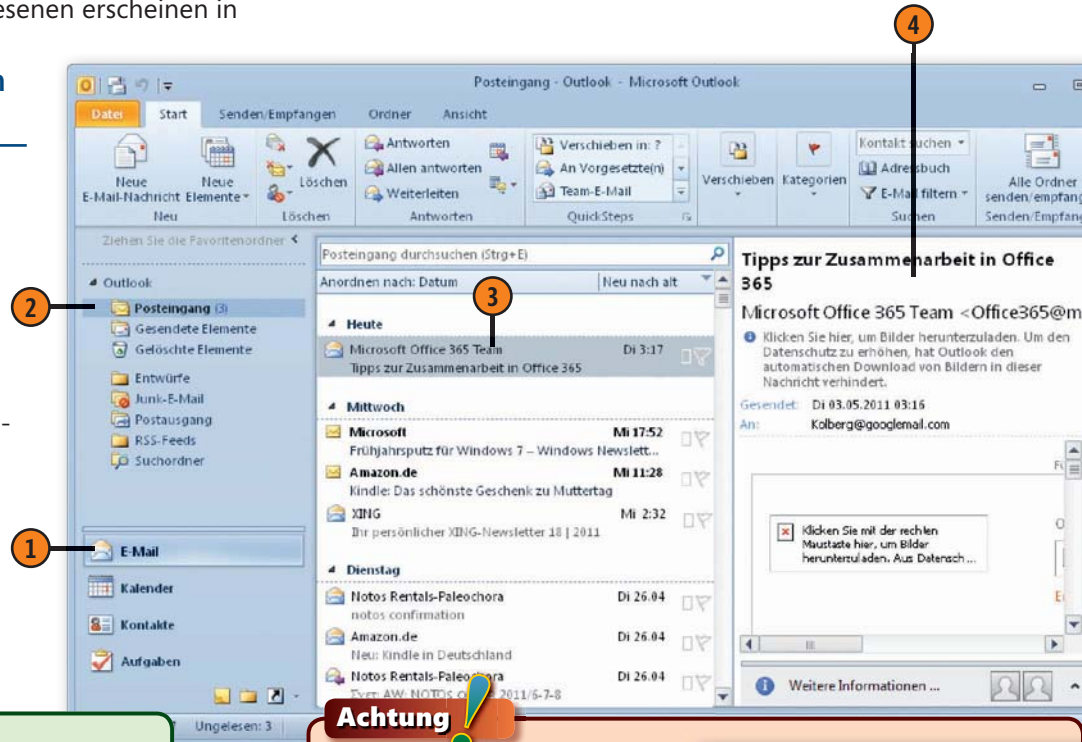 esenen erscheinen in
n
-
4
Posteingang - Outlook - Microsoft Outlook
Datei Start Senden/Empfangen Ordner Ansicht
Neue E-Mail-Nachricht
Neue Elemente
Neu
Löschen
Löschen
Antworten
Allen antworten
Weiterleiten
Antworten
Verschieben in: ?
An Vorgesetzte(n)
Team-E-Mail
QuickSteps
Verschieben
Kategorien
Kontakt suchen
Adressbuch
E-Mail filtern
Suchen
Alle Ordner
senden/empfang
Senden/Empfang
Ziehen Sie die Favoritenordner
Outlook
2
Posteingang (3)
Gesendete Elemente
Gelöschte Elemente
Entwürfe
Junk-E-Mail
Postausgang
RSS-Feeds
Suchordner
1
E-Mail
Kalender
Kontakte
Aufgaben
Ungelesen: 3
Posteingang durchsuchen (Strg+E)
Anordnen nach: Datum Neu nach alt
3
Heute
Microsoft Office 365 Team Di 3:17
Tipps zur Zusammenarbeit in Office 365
Mittwoch
Microsoft Mi 17:52
Frühjahrsputz für Windows 7 – Windows Newslett...
Amazon.de Mi 11:28
Kindle: Das schönste Geschenk zu Muttertag
XING Mi 2:32
Ihr persönlicher XING-Newsletter 18 | 2011
Dienstag
Notos Rentals-Paleochora Di 26.04
notos confirmation
Amazon.de Di 26.04
Neu: Kindle in Deutschland
Notos Rentals-Paleochora Di 26.04
AW: NOTOS 2011/6-7-8
Tipps zur Zusammenarbeit in Office
365
Microsoft Office 365 Team <Office365@m
Klicken Sie hier, um Bilder herunterzuladen. Um den
Datenschutz zu erhöhen, hat Outlook den
automatischen Download von Bildern in dieser
Nachricht verhindert.
Gesendet: Di 03.05.2011 03:16
An: Kolberg@googlemail.com
Klicken Sie mit der rechten
Maustaste hier, um Bilder
herunterzuladen. Aus Datensch...
Weitere Informationen ...
Achtung!